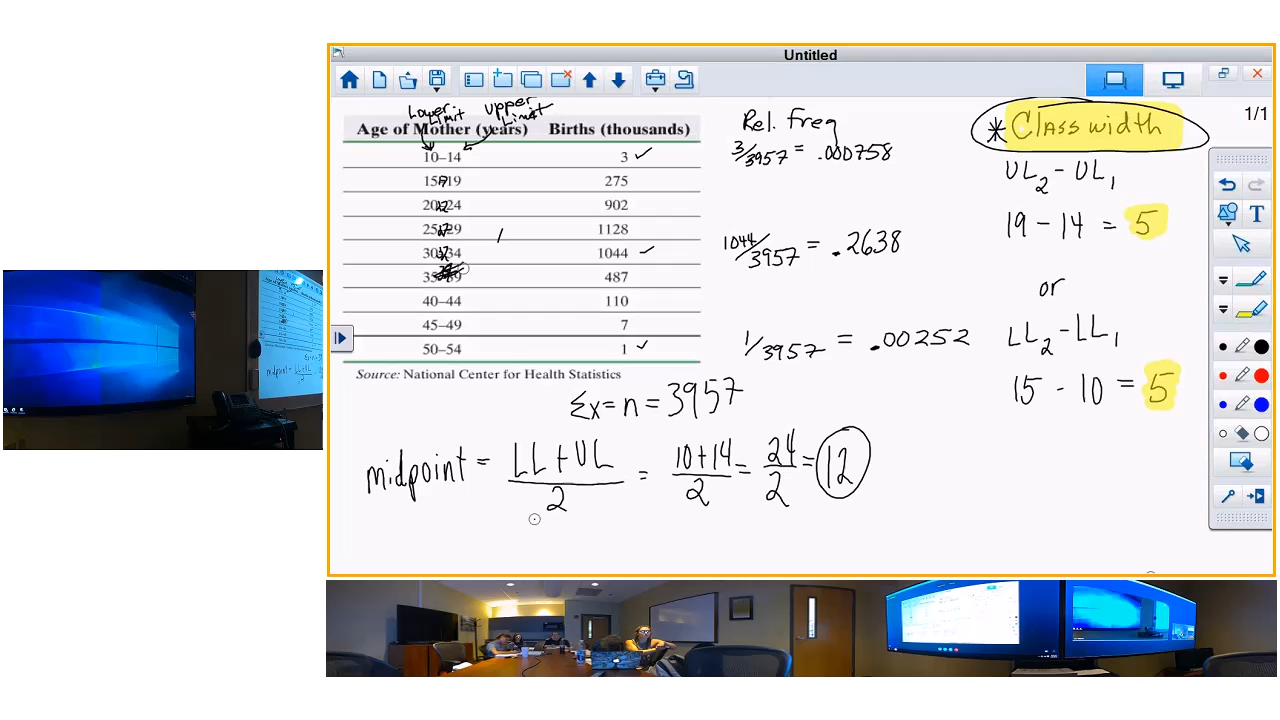 Untitled
1/1
Lower Limit
Upper Limit
Age of Mother (years) Births (thousands)
10–14 3 ✓
15–19 275
20–24 902
25–29 1128
30–34 1044 ✓
35–39 487
40–44 110
45–49 7
50–54 1 ✓
Source: National Center for Health Statistics
Σx = n = 3957
midpoint = LL + UL / 2 = 10+14 / 2 = 24 / 2 = 12
Rel. Freq
3/3957 = .000758
1044/3957 = .2638
1/3957 = .00252
* Class width
UL2 – UL1
19 – 14 = 5
or
LL2 – LL1
15 – 10 = 5
T